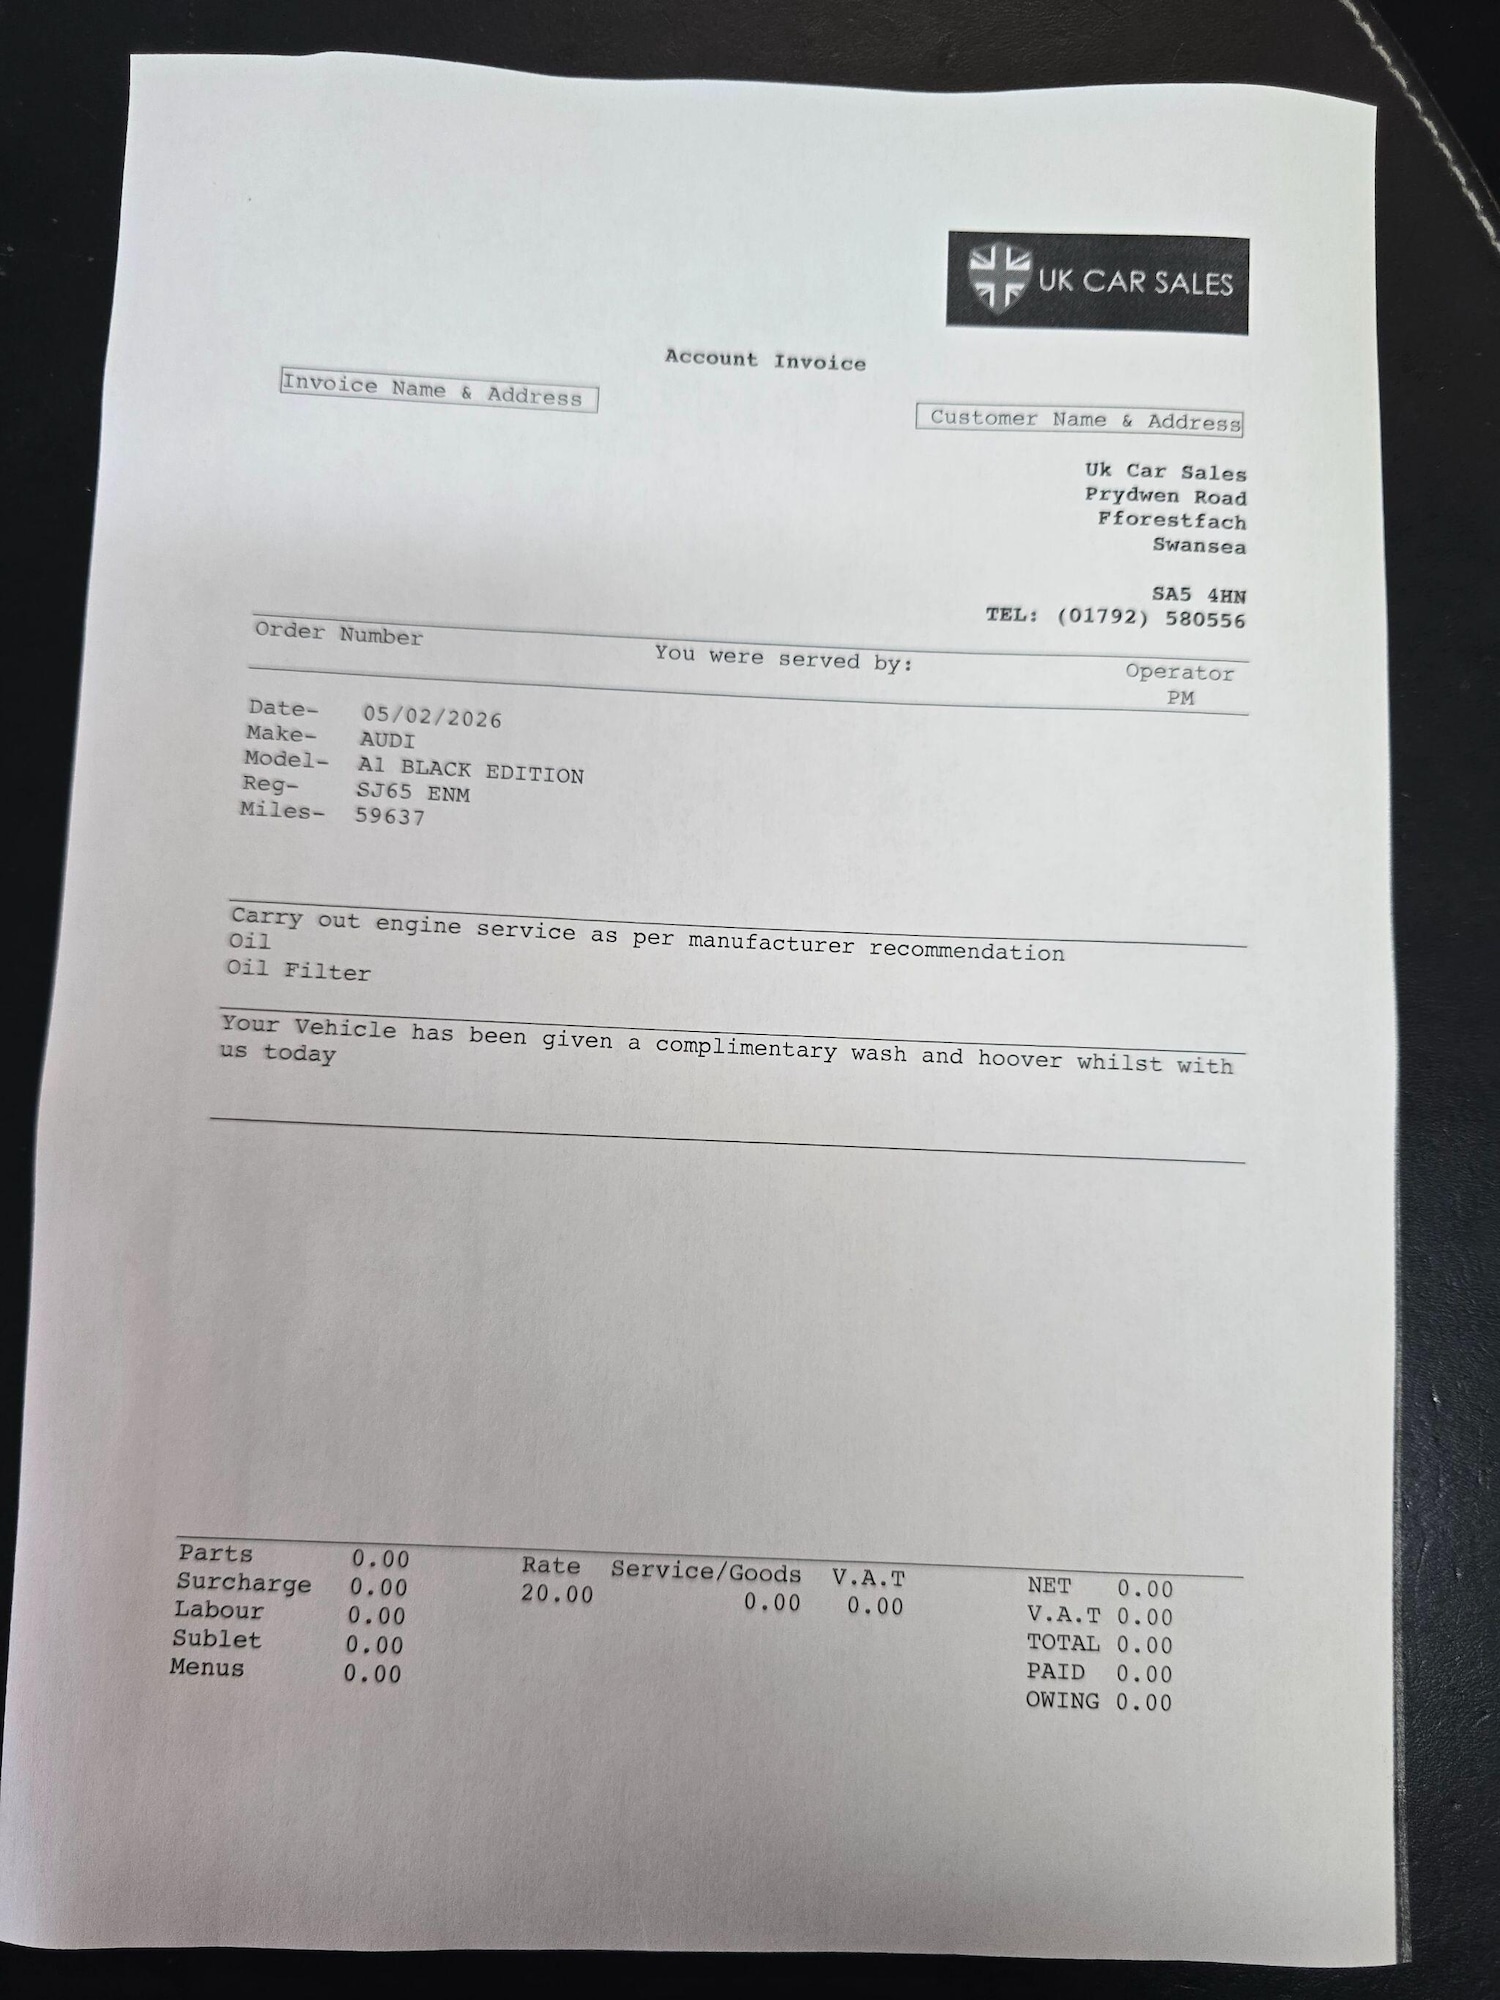 UK CAR SALES
Account Invoice
Invoice Name & Address
Customer Name & Address
Uk Car Sales
Prydwen Road
Fforestfach
Swansea
SA5 4HN
TEL: (01792) 580556
Order Number You were served by: Operator
PM
Date- 05/02/2026
Make- AUDI
Model- A1 BLACK EDITION
Reg- SJ65 ENM
Miles- 59637
Carry out engine service as per manufacturer recommendation
Oil
Oil Filter
Your Vehicle has been given a complimentary wash and hoover whilst with
us today
Parts 0.00 Rate Service/Goods V.A.T NET 0.00
Surcharge 0.00 20.00 0.00 0.00 V.A.T 0.00
Labour 0.00 TOTAL 0.00
Sublet 0.00 PAID 0.00
Menus 0.00 OWING 0.00